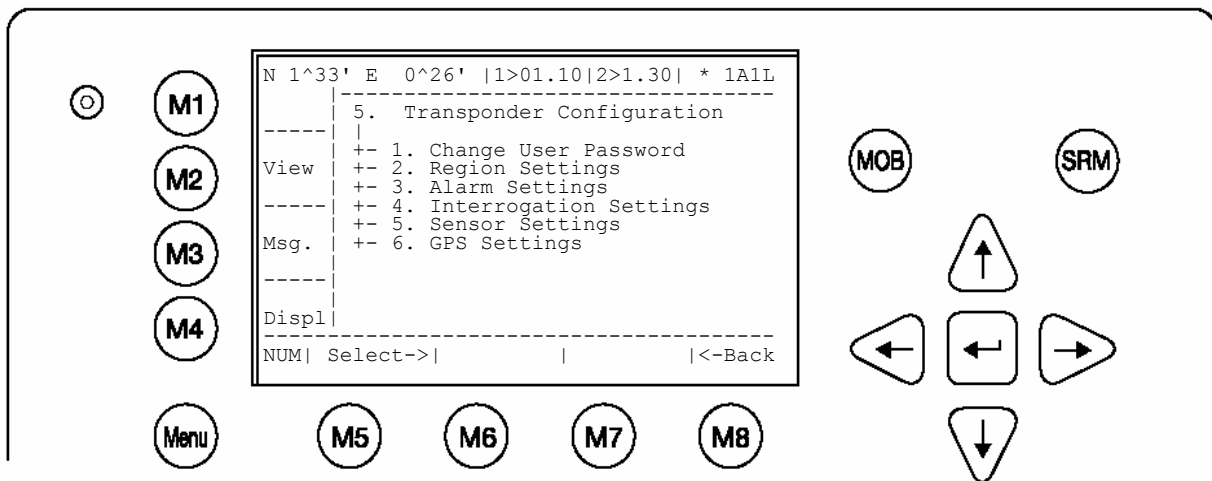 N 1^33' E 0^26' |1>01.10|2>1.30| * 1A1L
5. Transponder Configuration
+- 1. Change User Password
View | +- 2. Region Settings
+- 3. Alarm Settings
+- 4. Interrogation Settings
+- 5. Sensor Settings
Msg. | +- 6. GPS Settings
Displ|
NUM| Select->| | |<-Back
M1
M2
M3
M4
Menu
M5
M6
M7
M8
MOB
SRM